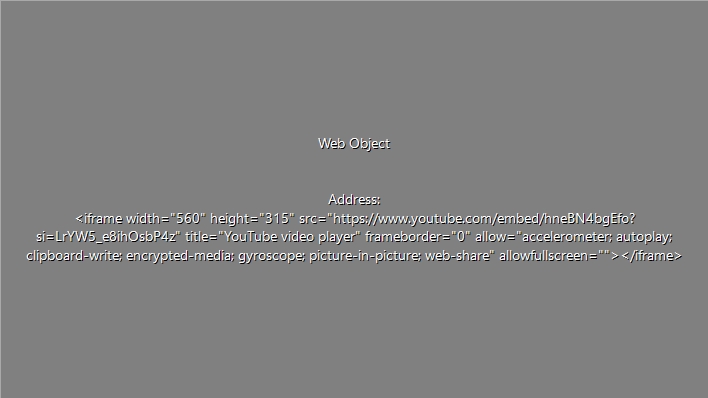 Web Object
Address:
<iframe width="560" height="315" src="https://www.youtube.com/embed/hneBN4bgEfo?
si=LrYW5_e8ihOsbP4z" title="YouTube video player" frameborder="0" allow="accelerometer; autoplay;
clipboard-write; encrypted-media; gyroscope; picture-in-picture; web-share" allowfullscreen=""></iframe>